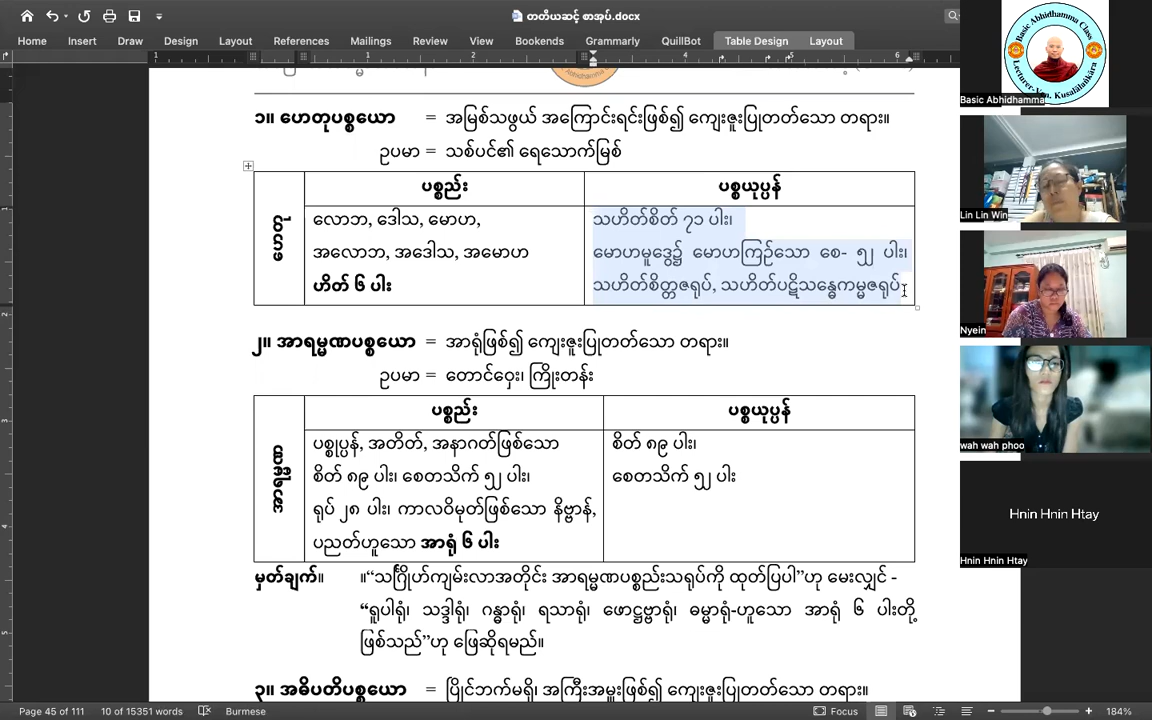 တတိယဆင့် စာအုပ်.docx
Home Insert Draw Design Layout References Mailings Review View Bookends Grammarly QuillBot Table Design Layout
၁။ ဟေတုပစ္စယော = အမြစ်သဖွယ် အကြောင်းရင်းဖြစ်၍ ကျေးဇူးပြုတတ်သော တရား။
ဥပမာ = သစ်ပင်၏ ရေသောက်မြစ်
ပစ္စည်း ပစ္စယုပ္ပန်
ဟေတု
လောဘ, ဒေါသ, မောဟ, သဟိတ်စိတ် ၇၁ ပါး၊
အလောဘ, အဒေါသ, အမောဟ မောဟမူဒွေ၌ မောဟကြဉ်သော စေ- ၅၂ ပါး၊
ဟိတ် ၆ ပါး သဟိတ်စိတ္တဇရုပ်, သဟိတ်ပဋိသန္ဓေကမ္မဇရုပ်
၂။ အာရမ္မဏပစ္စယော = အာရုံဖြစ်၍ ကျေးဇူးပြုတတ်သော တရား။
ဥပမာ = တောင်ဝှေး၊ ကြိုးတန်း
ပစ္စည်း ပစ္စယုပ္ပန်
အာရမ္မဏ
ပစ္စုပ္ပန်, အတိတ်, အနာဂတ်ဖြစ်သော စိတ် ၈၉ ပါး၊
စိတ် ၈၉ ပါး၊ စေတသိက် ၅၂ ပါး၊ စေတသိက် ၅၂ ပါး
ရုပ် ၂၈ ပါး၊ ကာလဝိမုတ်ဖြစ်သော နိဗ္ဗာန်,
ပညတ်ဟူသော အာရုံ ၆ ပါး
မှတ်ချက်။ ။“သင်္ဂြိုဟ်ကျမ်းလာအတိုင်း အာရမ္မဏပစ္စည်းသရုပ်ကို ထုတ်ပြပါ”ဟု မေးလျှင် -
“ရူပါရုံ၊ သဒ္ဒါရုံ၊ ဂန္ဓာရုံ၊ ရသာရုံ၊ ဖောဋ္ဌဗ္ဗာရုံ၊ ဓမ္မာရုံ-ဟူသော အာရုံ ၆ ပါးတို့
ဖြစ်သည်”ဟု ဖြေဆိုရမည်။
၃။ အဓိပတိပစ္စယော = ပြိုင်ဘက်မရှိ၊ အကြီးအမှူးဖြစ်၍ ကျေးဇူးပြုတတ်သော တရား။
Page 45 of 111 10 of 15351 words Burmese Focus 184%
Basic Abhidhamma Class
Lecturer-Ven. Kusalālaṅkāra
Basic Abhidhamma
Lin Lin Win
Nyein
wah wah phoo
Hnin Hnin Htay
Hnin Hnin Htay